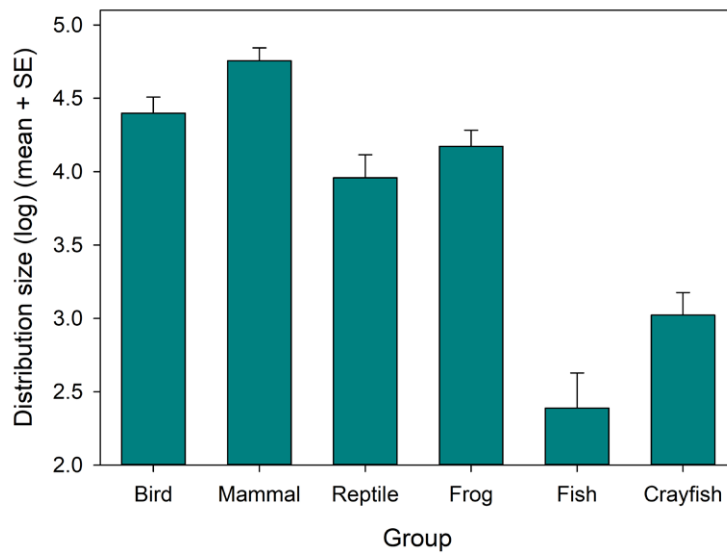 Distribution size (log) (mean + SE)
5.0
4.5
4.0
3.5
3.0
2.5
2.0
Bird Mammal Reptile Frog Fish Crayfish
Group